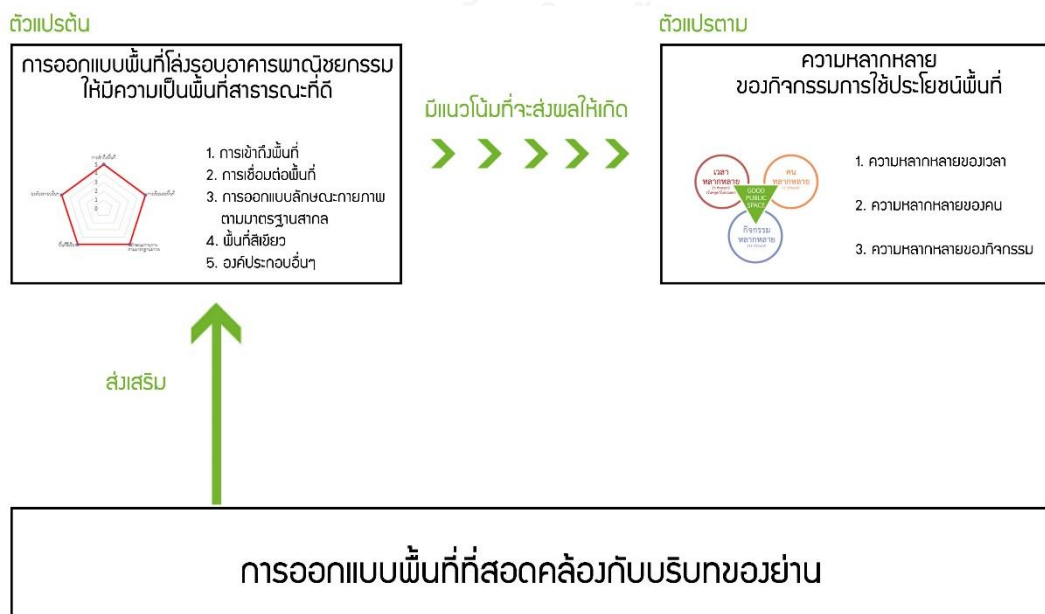 ตัวแปรต้น
การออกแบบพื้นที่โล่งรอบอาคารพาณิชยกรรม
ให้มีความเป็นพื้นที่สาธารณะที่ดี
การเข้าถึงพื้นที่
5
4
3
2
1
0
1. การเข้าถึงพื้นที่
2. การเชื่อมต่อพื้นที่
3. การออกแบบลักษณะกายภาพ
ตามมาตรฐานสากล
4. พื้นที่สีเขียว
5. องค์ประกอบอื่นๆ
มีแนวโน้มที่จะส่งผลให้เกิด
ตัวแปรตาม
ความหลากหลาย
ของกิจกรรมการใช้ประโยชน์พื้นที่
เวลา
หลากหลาย
คน
หลากหลาย
GOOD
PUBLIC
SPACE
กิจกรรม
หลากหลาย
1. ความหลากหลายของเวลา
2. ความหลากหลายของคน
3. ความหลากหลายของกิจกรรม
ส่งเสริม
การออกแบบพื้นที่ที่สอดคล้องกับบริบทของย่าน